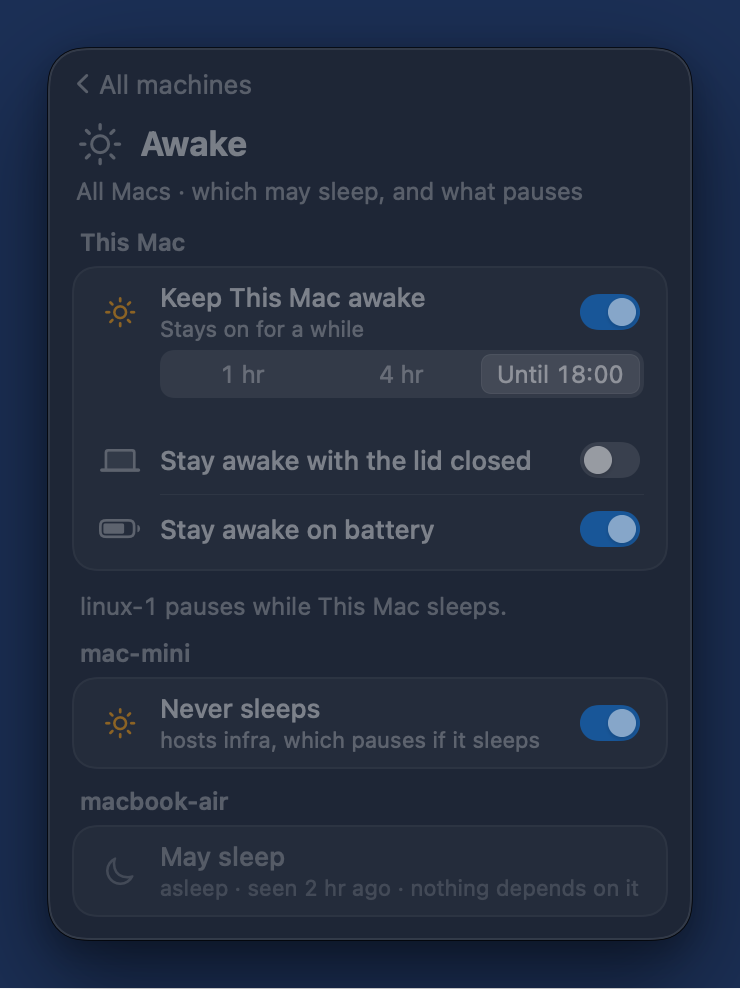 All machines
Awake
All Macs · which may sleep, and what pauses
This Mac
Keep This Mac awake
Stays on for a while
1 hr 4 hr Until 18:00
Stay awake with the lid closed
Stay awake on battery
linux-1 pauses while This Mac sleeps.
mac-mini
Never sleeps
hosts infra, which pauses if it sleeps
macbook-air
May sleep
asleep · seen 2 hr ago · nothing depends on it